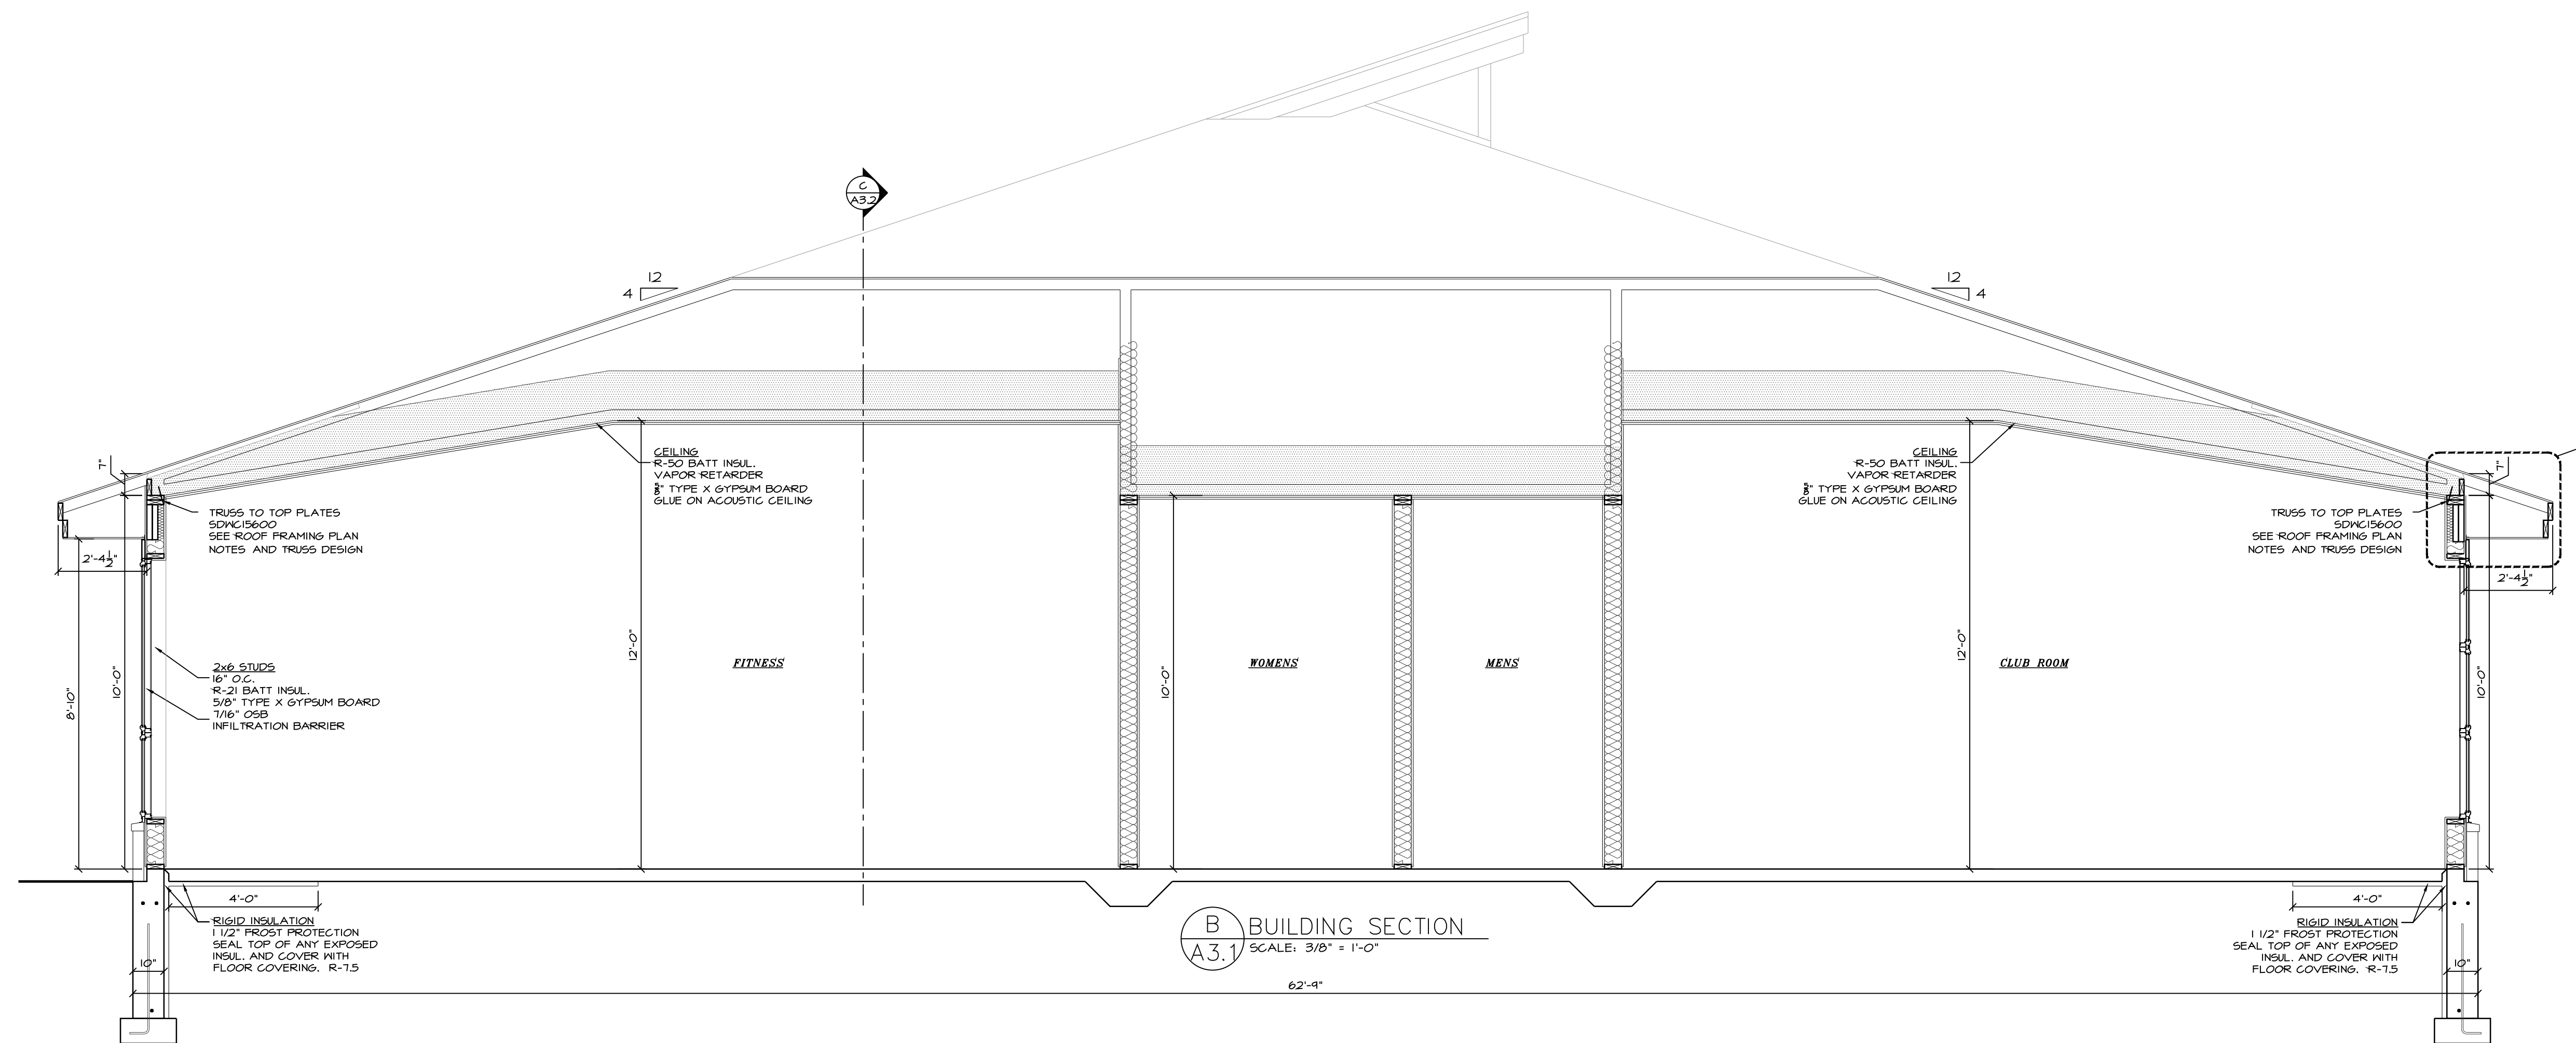 C
A3.2
12
4
12
4
7"
7"
CEILING
R-50 BATT INSUL.
VAPOR RETARDER
5/8" TYPE X GYPSUM BOARD
GLUE ON ACOUSTIC CEILING
CEILING
R-50 BATT INSUL.
VAPOR RETARDER
5/8" TYPE X GYPSUM BOARD
GLUE ON ACOUSTIC CEILING
TRUSS TO TOP PLATES
SDWC15600
SEE ROOF FRAMING PLAN
NOTES AND TRUSS DESIGN
TRUSS TO TOP PLATES
SDWC15600
SEE ROOF FRAMING PLAN
NOTES AND TRUSS DESIGN
2'-4 1/2"
2'-4 1/2"
8'-10"
10'-0"
2x6 STUDS
16" O.C.
R-21 BATT INSUL.
5/8" TYPE X GYPSUM BOARD
7/16" OSB
INFILTRATION BARRIER
12'-0"
FITNESS
10'-0"
WOMENS
MENS
12'-0"
CLUB ROOM
10'-0"
4'-0"
RIGID INSULATION
1 1/2" FROST PROTECTION
SEAL TOP OF ANY EXPOSED
INSUL. AND COVER WITH
FLOOR COVERING. R-7.5
10"
B
A3.1
BUILDING SECTION
SCALE: 3/8" = 1'-0"
4'-0"
RIGID INSULATION
1 1/2" FROST PROTECTION
SEAL TOP OF ANY EXPOSED
INSUL. AND COVER WITH
FLOOR COVERING. R-7.5
10"
62'-9"